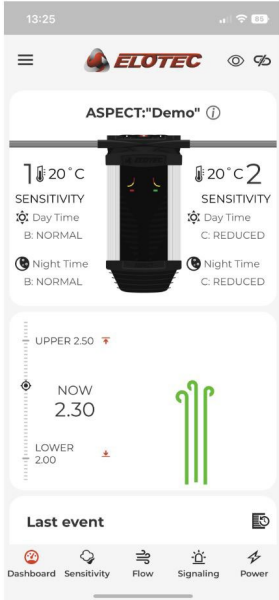 13:25
85
ELOTEC
ASPECT:"Demo"
1 20°C
20°C 2
SENSITIVITY
SENSITIVITY
Day Time
Day Time
B: NORMAL
C: REDUCED
Night Time
Night Time
B: NORMAL
C: REDUCED
UPPER 2.50
NOW
2.30
LOWER
2.00
Last event
Dashboard Sensitivity Flow Signaling Power